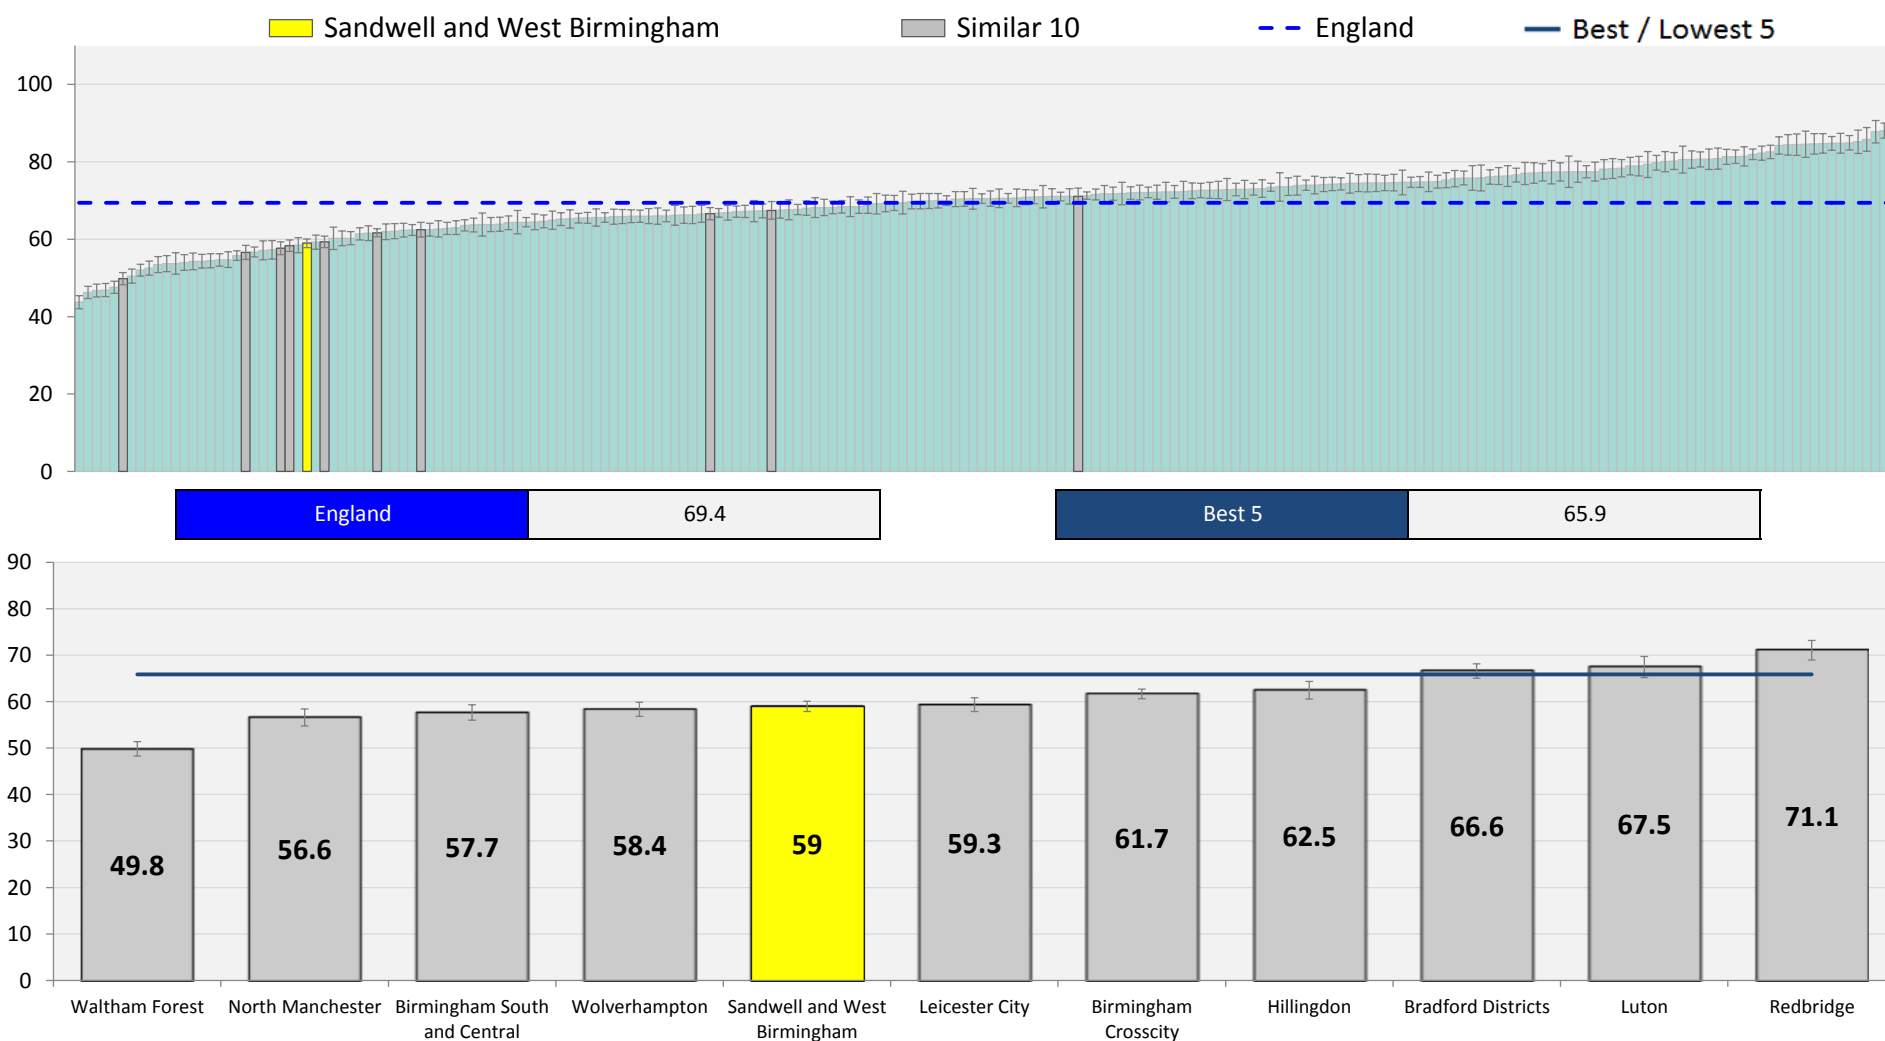 Sandwell and West Birmingham
Similar 10
England
Best / Lowest 5
100
80
60
40
20
0
England
69.4
Best 5
65.9
90
80
70
60
50
40
30
20
10
0
49.8
56.6
57.7
58.4
59
59.3
61.7
62.5
66.6
67.5
71.1
Waltham Forest
North Manchester
Birmingham South
and Central
Wolverhampton
Sandwell and West
Birmingham
Leicester City
Birmingham
Crosscity
Hillingdon
Bradford Districts
Luton
Redbridge